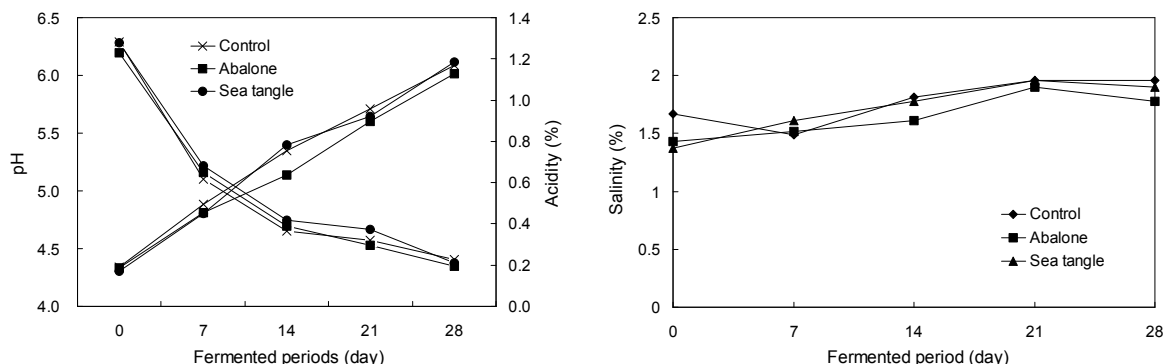 6.5
6.0
5.5
5.0
4.5
4.0
pH
Control
Abalone
Sea tangle
1.4
1.2
1.0
0.8
0.6
0.4
0.2
0.0
Acidity (%)
0 7 14 21 28
Fermented periods (day)
2.5
2
1.5
1
0.5
0
Salinity (%)
Control
Abalone
Sea tangle
0 7 14 21 28
Fermented period (day)